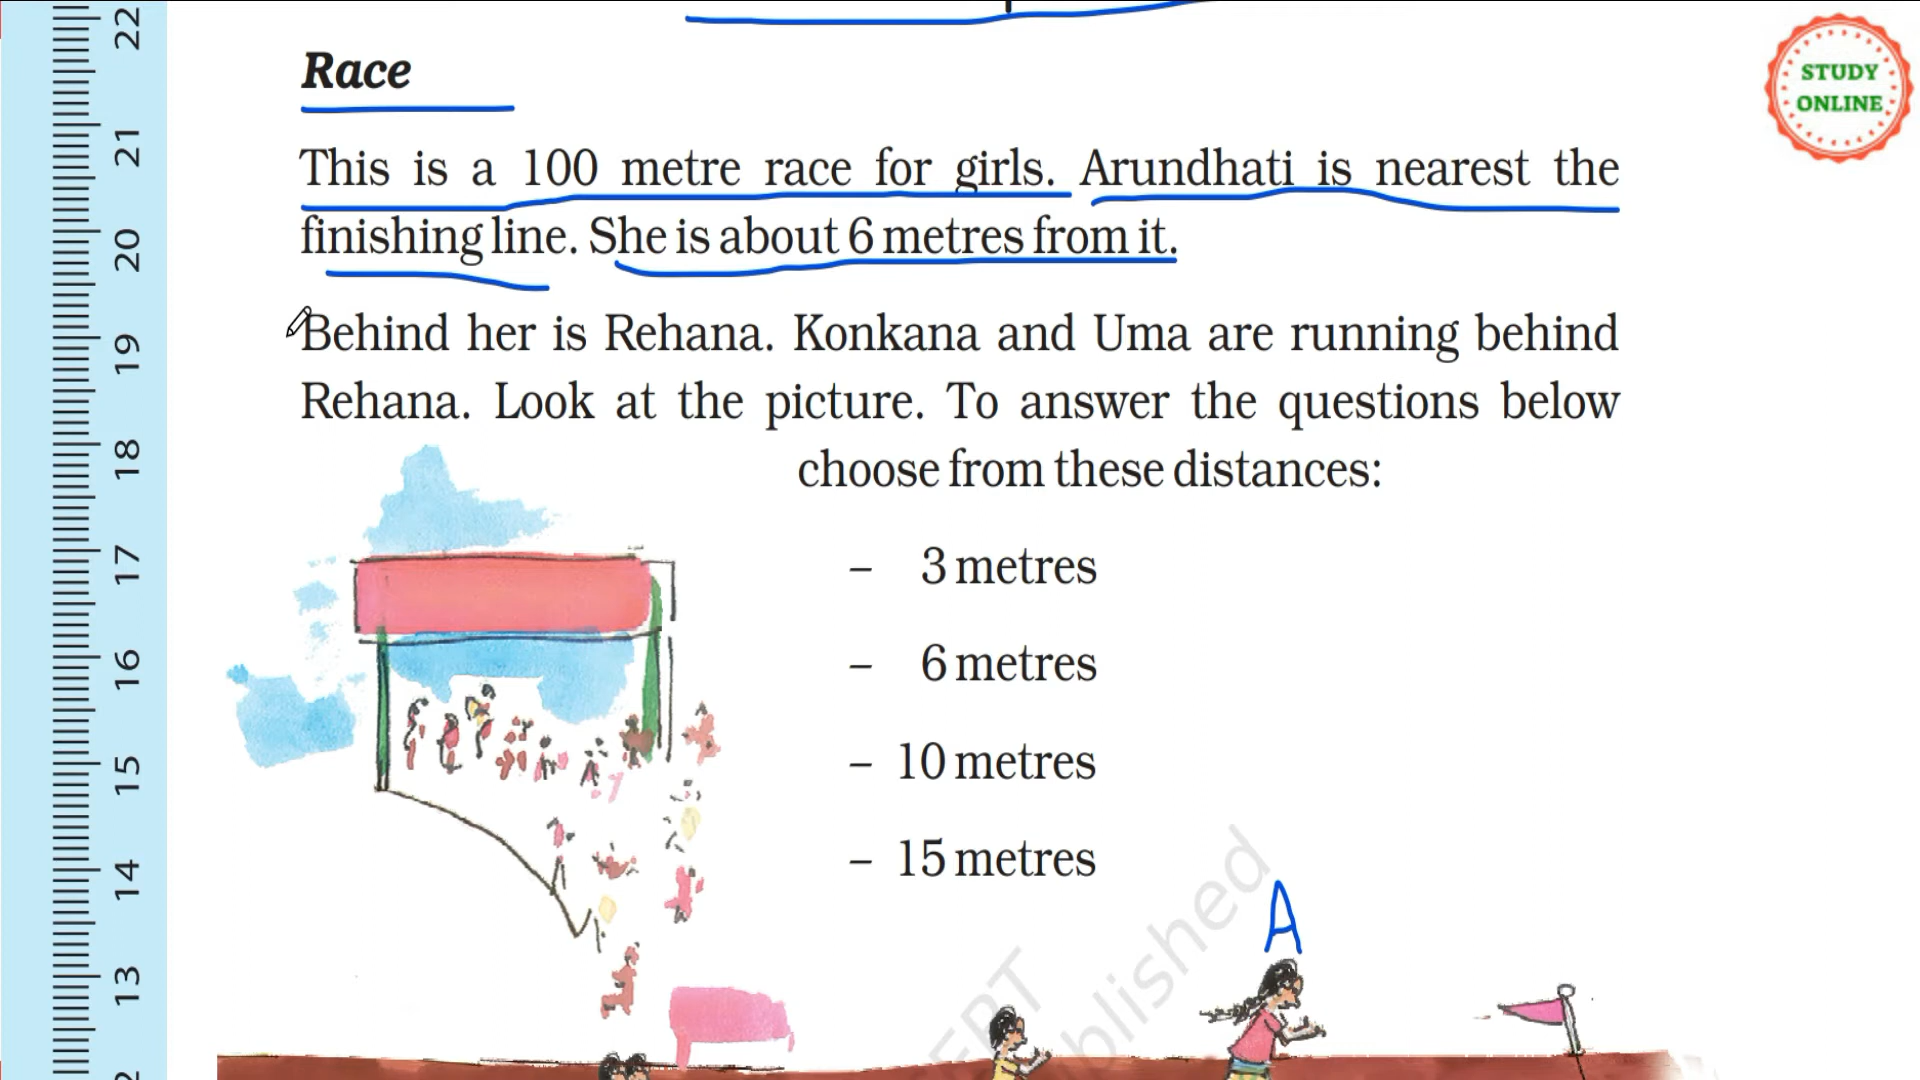 22
STUDY
ONLINE
Race
This is a 100 metre race for girls. Arundhati is nearest the
21
finishing line. She is about 6 metres from it.
20
Behind her is Rehana. Konkana and Uma are running behind
19
Rehana. Look at the picture. To answer the questions below
choose from these distances:
18
– 3 metres
17
– 6 metres
16
– 10 metres
15
– 15 metres
14
A
13
blished